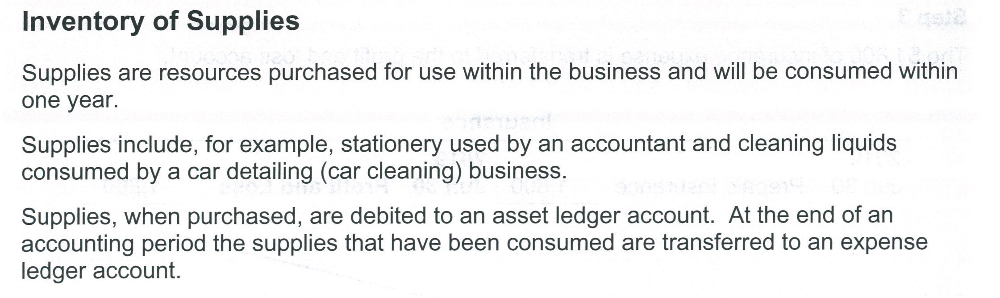 Inventory of Supplies
Supplies are resources purchased for use within the business and will be consumed within
one year.
Supplies include, for example, stationery used by an accountant and cleaning liquids
consumed by a car detailing (car cleaning) business.
Supplies, when purchased, are debited to an asset ledger account.  At the end of an
accounting period the supplies that have been consumed are transferred to an expense
ledger account.